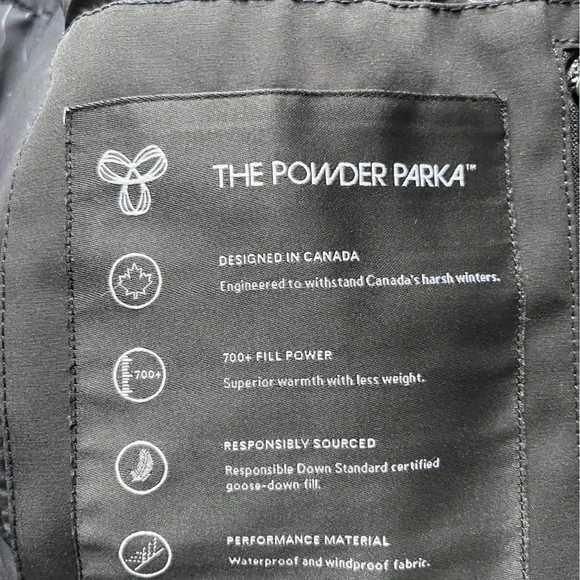 THE POWDER PARKA™
DESIGNED IN CANADA
Engineered to withstand Canada's harsh winters.
700+
700+ FILL POWER
Superior warmth with less weight.
RESPONSIBLY SOURCED
Responsible Down Standard certified
goose-down fill.
PERFORMANCE MATERIAL
Waterproof and windproof fabric.